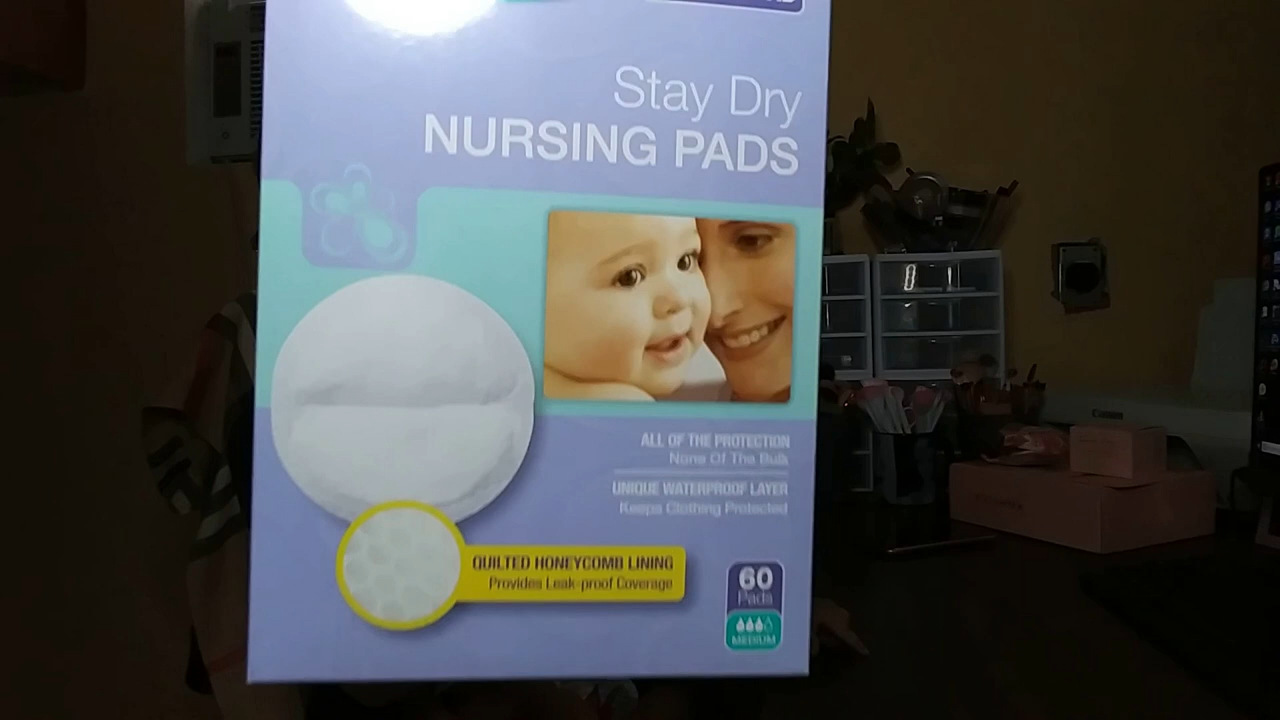 Stay Dry
NURSING PADS
ALL OF THE PROTECTION
None Of The Bulk
UNIQUE WATERPROOF LAYER
Keeps Clothing Protected
QUILTED HONEYCOMB LINING
Provides Leak-proof Coverage
60
Pads
MEDIUM
Canon